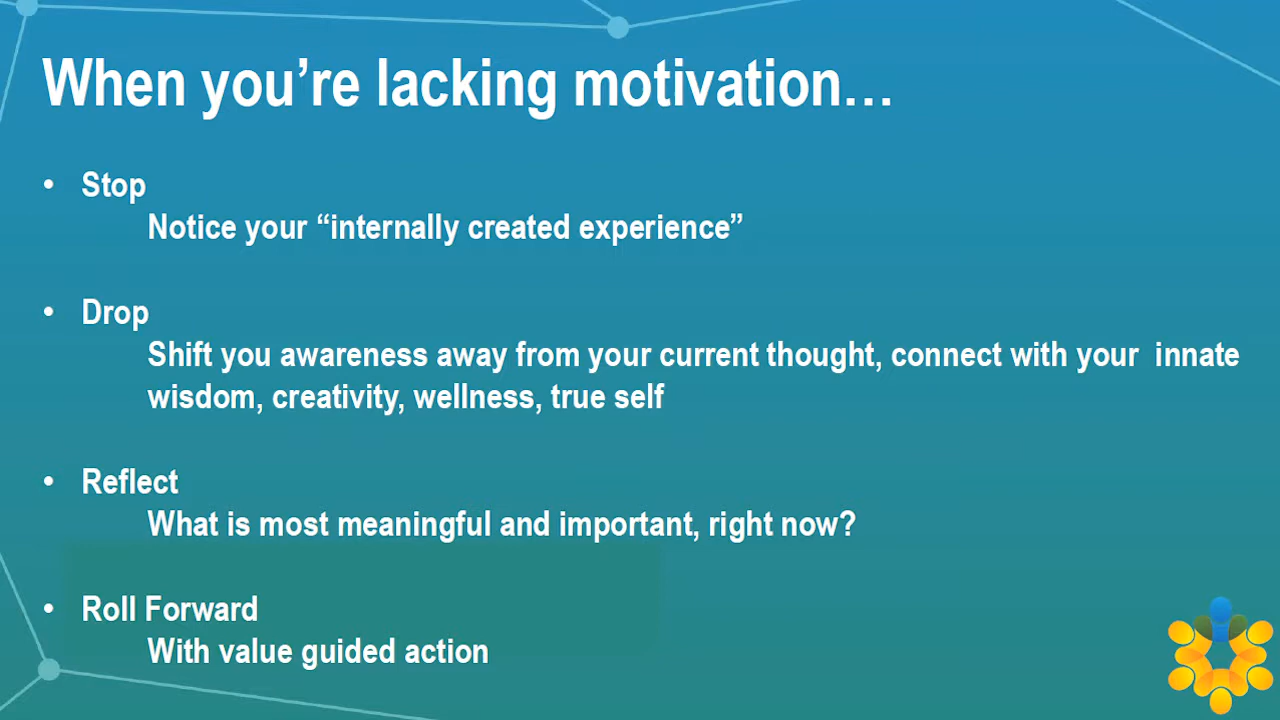 When you’re lacking motivation…
• Stop
Notice your “internally created experience”
• Drop
Shift you awareness away from your current thought, connect with your innate
wisdom, creativity, wellness, true self
• Reflect
What is most meaningful and important, right now?
• Roll Forward
With value guided action